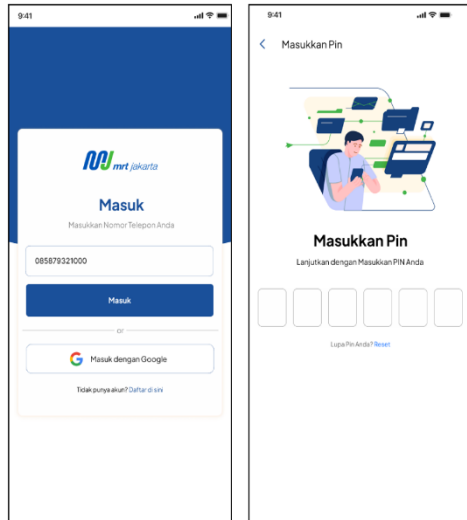 9:41
mrt jakarta
Masuk
Masukkan Nomor Telepon Anda
085879321000
Masuk
or
Masuk dengan Google
Tidak punya akun? Daftar di sini
9:41
Masukkan Pin
Masukkan Pin
Lanjutkan dengan Masukkan PIN Anda
Lupa Pin Anda? Reset